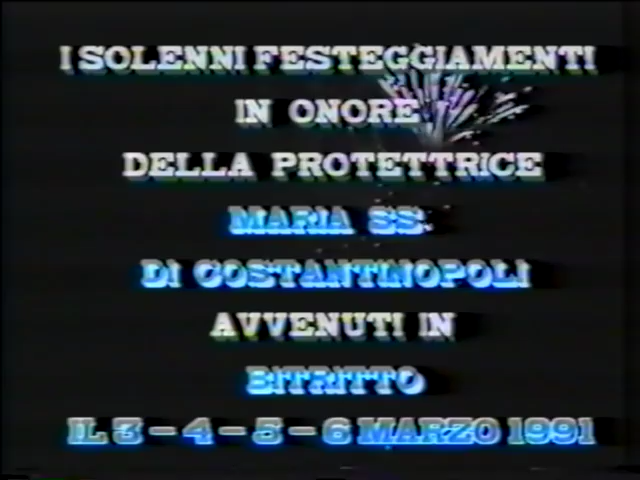 I SOLENNI FESTEGGIAMENTI
IN ONORE
DELLA PROTETTRICE
MARIA SS.
DI COSTANTINOPOLI
AVVENUTI IN
BITRITTO
IL 3 - 4 - 5 - 6 MARZO 1991